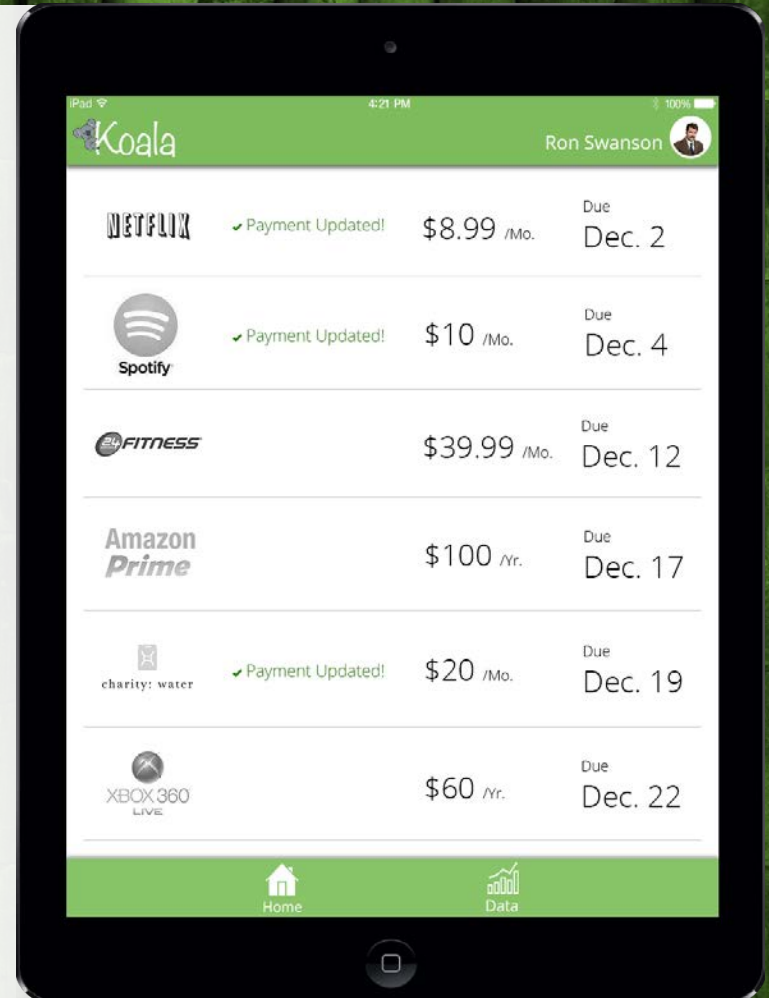 iPad 4:21 PM 100%
Koala Ron Swanson
NETFLIX ✔ Payment Updated! $8.99 /Mo. Due Dec. 2
Spotify ✔ Payment Updated! $10 /Mo. Due Dec. 4
24 FITNESS $39.99 /Mo. Due Dec. 12
Amazon Prime $100 /Yr. Due Dec. 17
charity: water ✔ Payment Updated! $20 /Mo. Due Dec. 19
XBOX 360 LIVE $60 /Yr. Due Dec. 22
Home Data